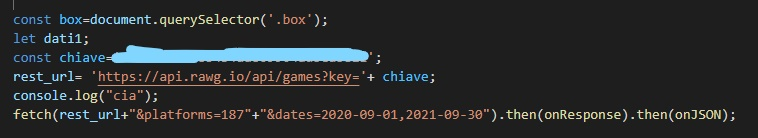 const box=document.querySelector('.box');
let dati1;
const chiave=';
rest_url= 'https://api.rawg.io/api/games?key='+ chiave;
console.log("cia");
fetch(rest_url+"&platforms=187"+"&dates=2020-09-01,2021-09-30").then(onResponse).then(onJSON);